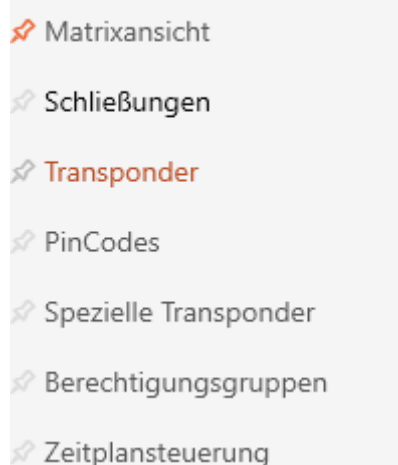 Matrixansicht
Schließungen
Transponder
PinCodes
Spezielle Transponder
Berechtigungsgruppen
Zeitplansteuerung